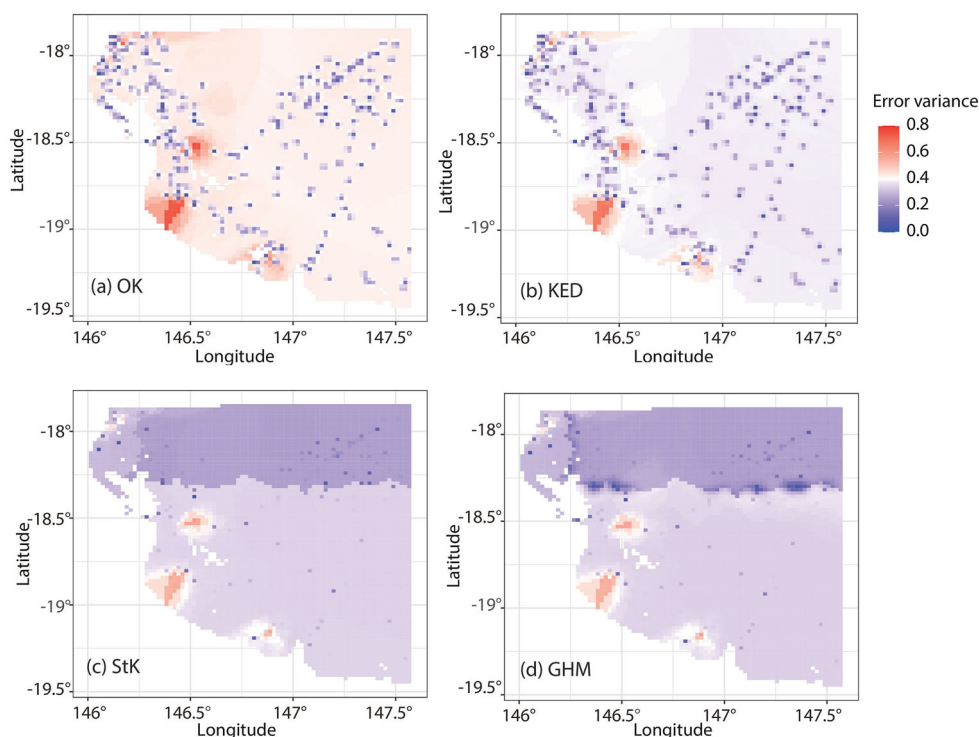 -18°
-18.5°
-19°
-19.5°
Latitude
(a) OK
146°
146.5°
147°
147.5°
Longitude
-18°
-18.5°
-19°
-19.5°
Latitude
(b) KED
146°
146.5°
147°
147.5°
Longitude
Error variance
0.8
0.6
0.4
0.2
0.0
-18°
-18.5°
-19°
-19.5°
Latitude
(c) StK
146°
146.5°
147°
147.5°
Longitude
-18°
-18.5°
-19°
-19.5°
Latitude
(d) GHM
146°
146.5°
147°
147.5°
Longitude